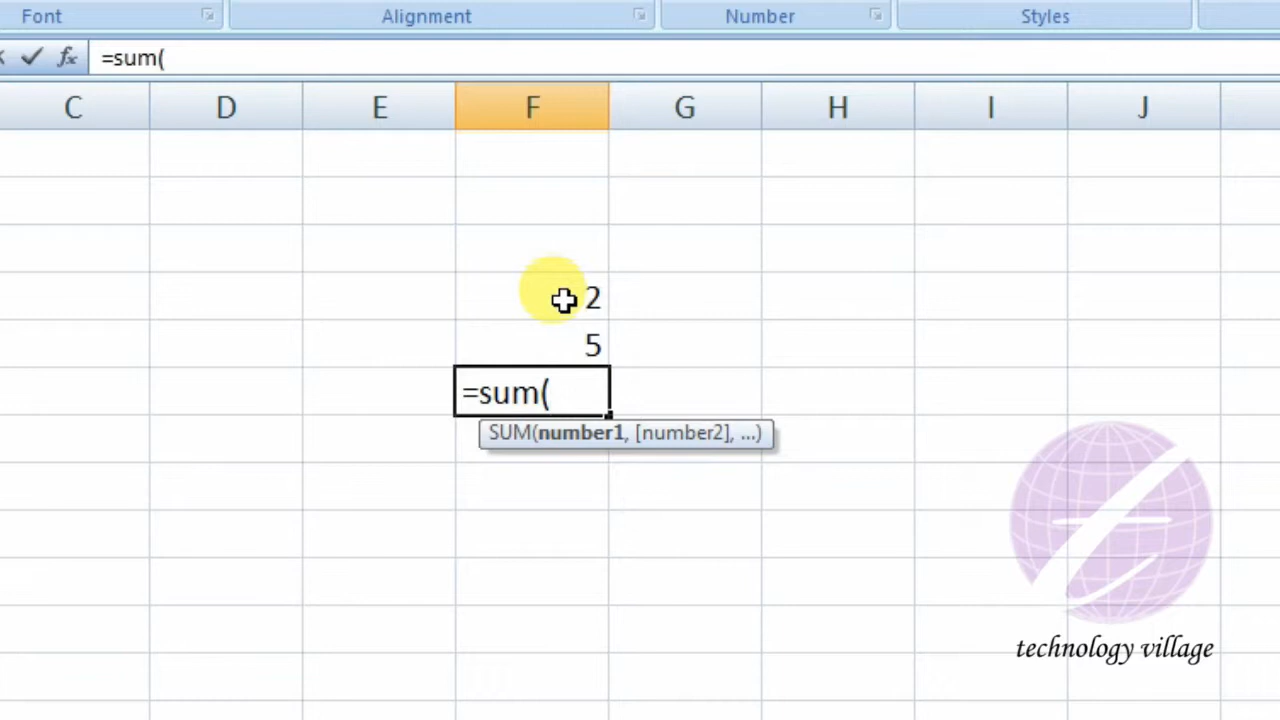 Font Alignment Number Styles
fx =sum(
C D E F G H I J
2
5
=sum(
SUM(number1, [number2], ...)
technology village